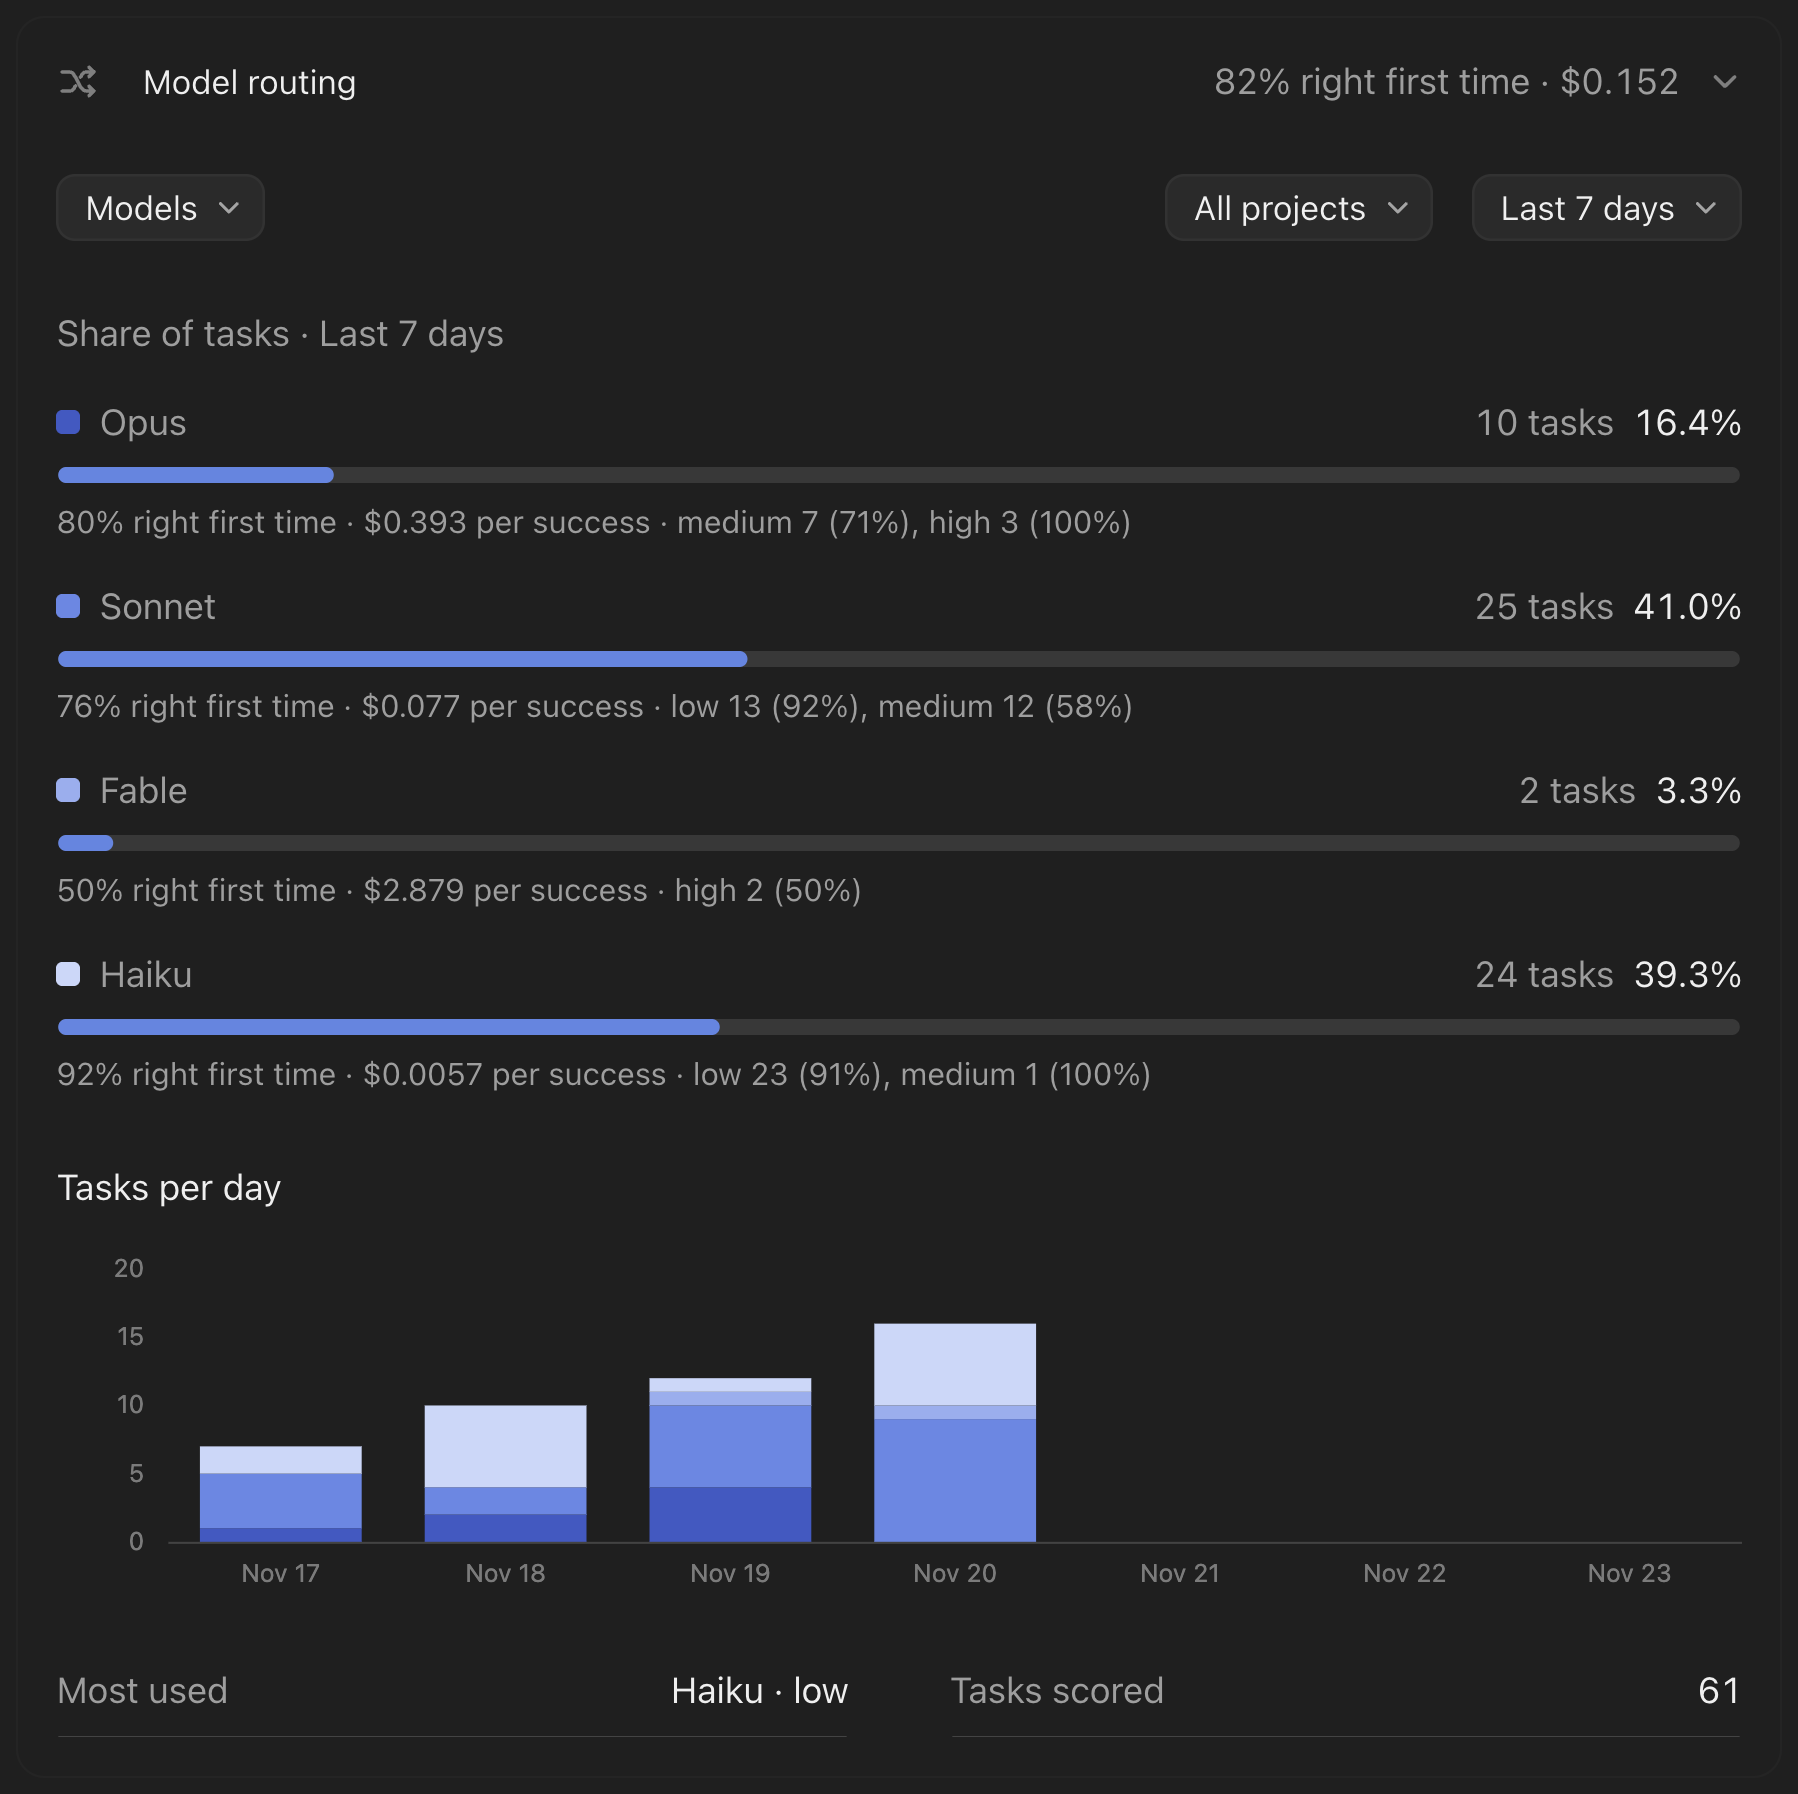 Model routing
82% right first time · $0.152
Models
All projects
Last 7 days
Share of tasks · Last 7 days
Opus
10 tasks 16.4%
80% right first time · $0.393 per success · medium 7 (71%), high 3 (100%)
Sonnet
25 tasks 41.0%
76% right first time · $0.077 per success · low 13 (92%), medium 12 (58%)
Fable
2 tasks 3.3%
50% right first time · $2.879 per success · high 2 (50%)
Haiku
24 tasks 39.3%
92% right first time · $0.0057 per success · low 23 (91%), medium 1 (100%)
Tasks per day
20
15
10
5
0
Nov 17
Nov 18
Nov 19
Nov 20
Nov 21
Nov 22
Nov 23
Most used
Haiku · low
Tasks scored
61